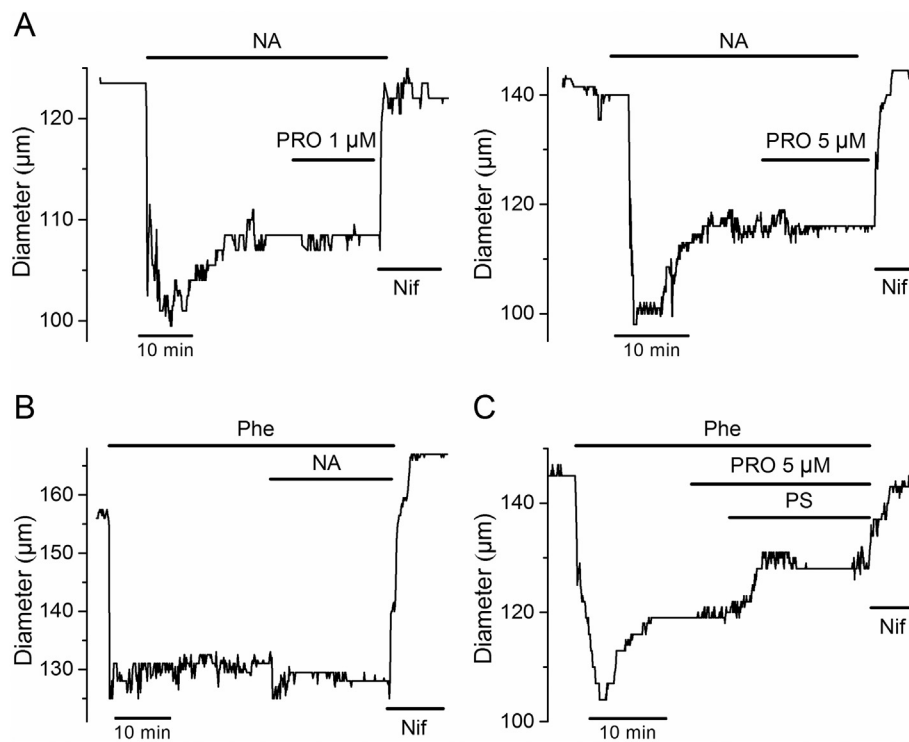 A
NA
PRO 1 µM
Nif
10 min
Diameter (µm)
120
110
100
NA
PRO 5 µM
Nif
10 min
Diameter (µm)
140
120
100
B
Phe
NA
Nif
10 min
Diameter (µm)
160
150
140
130
C
Phe
PRO 5 µM
PS
Nif
10 min
Diameter (µm)
140
120
100